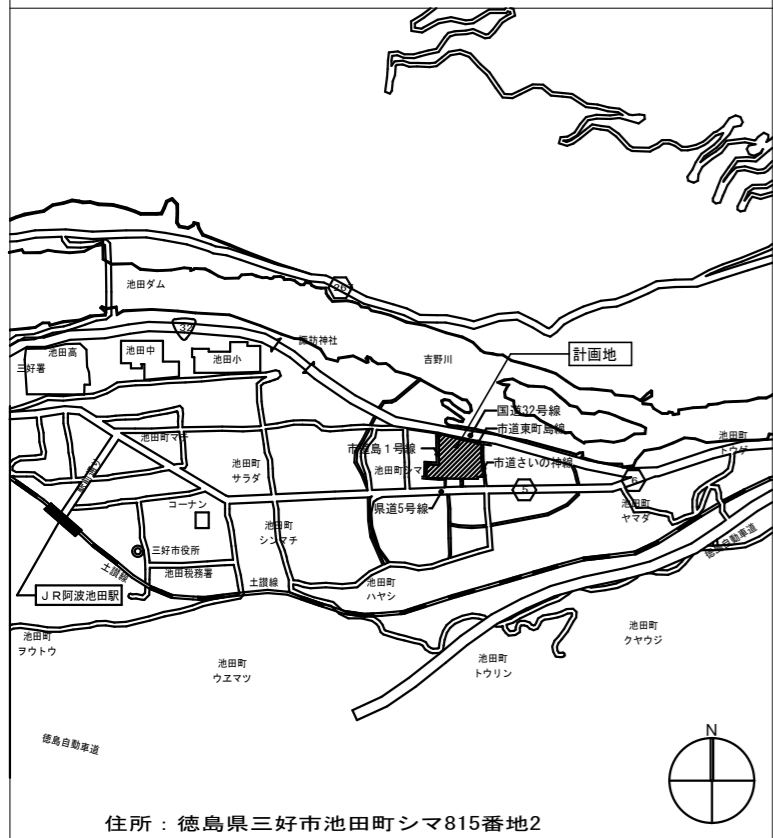 池田ダム
267
32
諏訪神社
池田高
池田中
池田小
三好署
吉野川
計画地
国道32号線
市道東町島線
池田町
トウゲ
池田町マチ
市道島1号線
池田町シマ
市道さいの神線
池田町
サラダ
駅前通り
5
6
コーナン
県道5号線
池田町
ヤマダ
池田町
シンマチ
三好市役所
徳島自動車道
土讃線
池田税務署
土讃線
池田町
ハヤシ
JR阿波池田駅
池田町
ヲウトウ
池田町
クヤウジ
池田町
ウエマツ
池田町
トウリン
徳島自動車道
N
住所：徳島県三好市池田町シマ815番地2